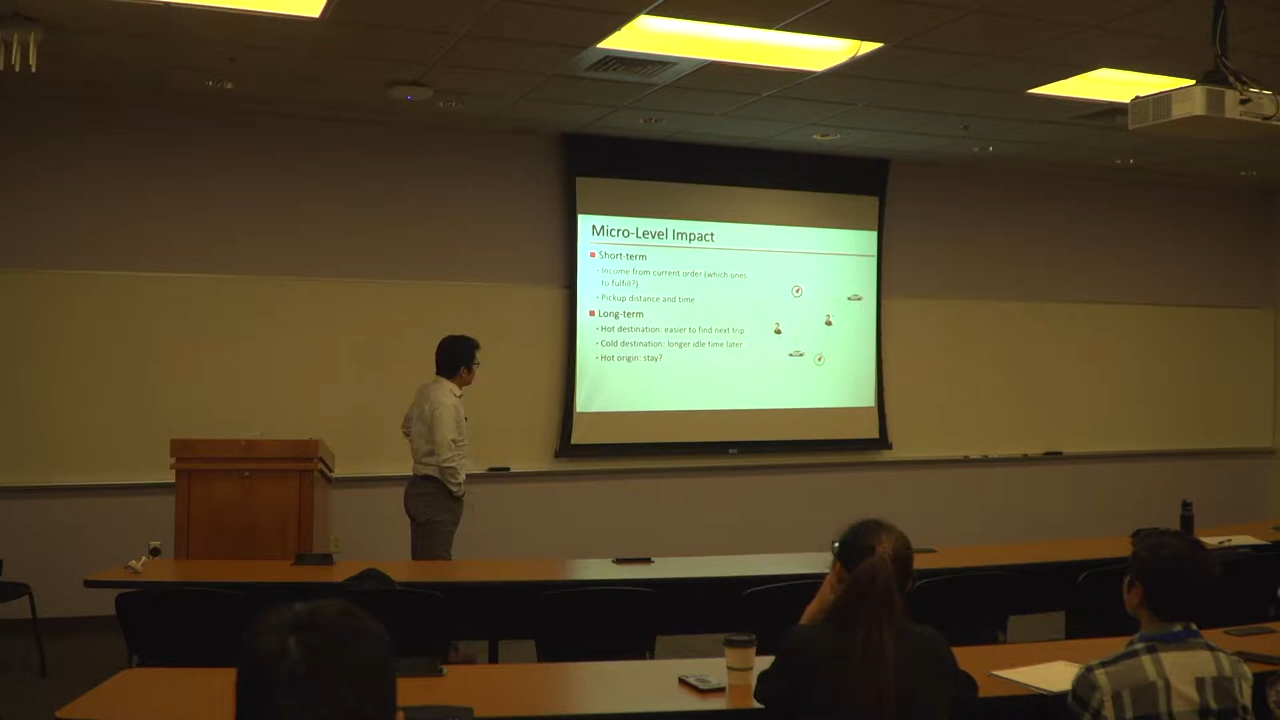 Micro-Level Impact
Short-term
- Income from current order (which ones
to fulfill?)
- Pickup distance and time
Long-term
- Hot destination: easier to find next trip
- Cold destination: longer idle time later
- Hot origin: stay?